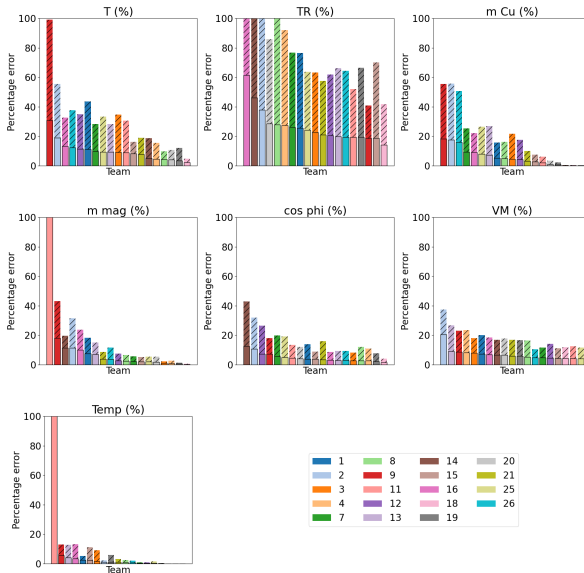 T (%)
TR (%)
m Cu (%)
Percentage error
100
80
60
40
20
0
Team
Percentage error
100
80
60
40
20
0
Team
Percentage error
100
80
60
40
20
0
Team
m mag (%)
cos phi (%)
VM (%)
Percentage error
100
80
60
40
20
0
Team
Percentage error
100
80
60
40
20
0
Team
Percentage error
100
80
60
40
20
0
Team
Temp (%)
Percentage error
100
80
60
40
20
0
Team
1 8 14 20
2 9 15 21
3 11 16 25
4 12 18 26
7 13 19